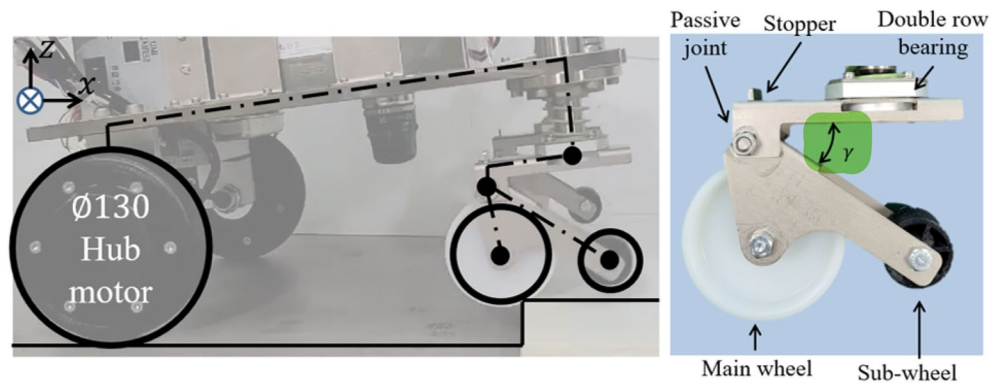 z
x
Ø130
Hub
motor
Passive
joint
Stopper
Double row
bearing
γ
Main wheel
Sub-wheel